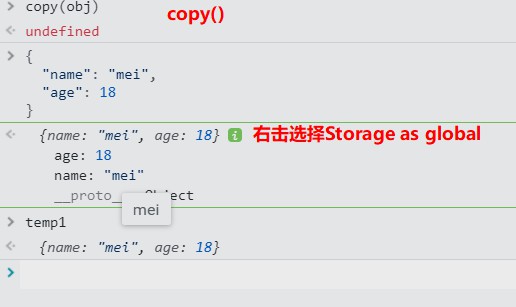 copy(obj)
copy()
undefined
{
"name": "mei",
"age": 18
}
{name: "mei", age: 18} i 右击选择Storage as global
age: 18
name: "mei"
__proto__ Object
mei
temp1
{name: "mei", age: 18}